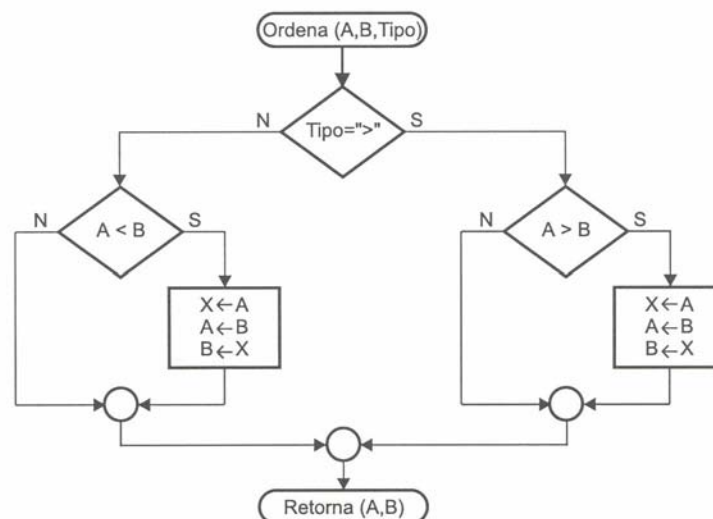 Ordena (A,B,Tipo)
N
Tipo=">"
S
N
A < B
S
N
A > B
S
X←A
A←B
B←X
X←A
A←B
B←X
Retorna (A,B)